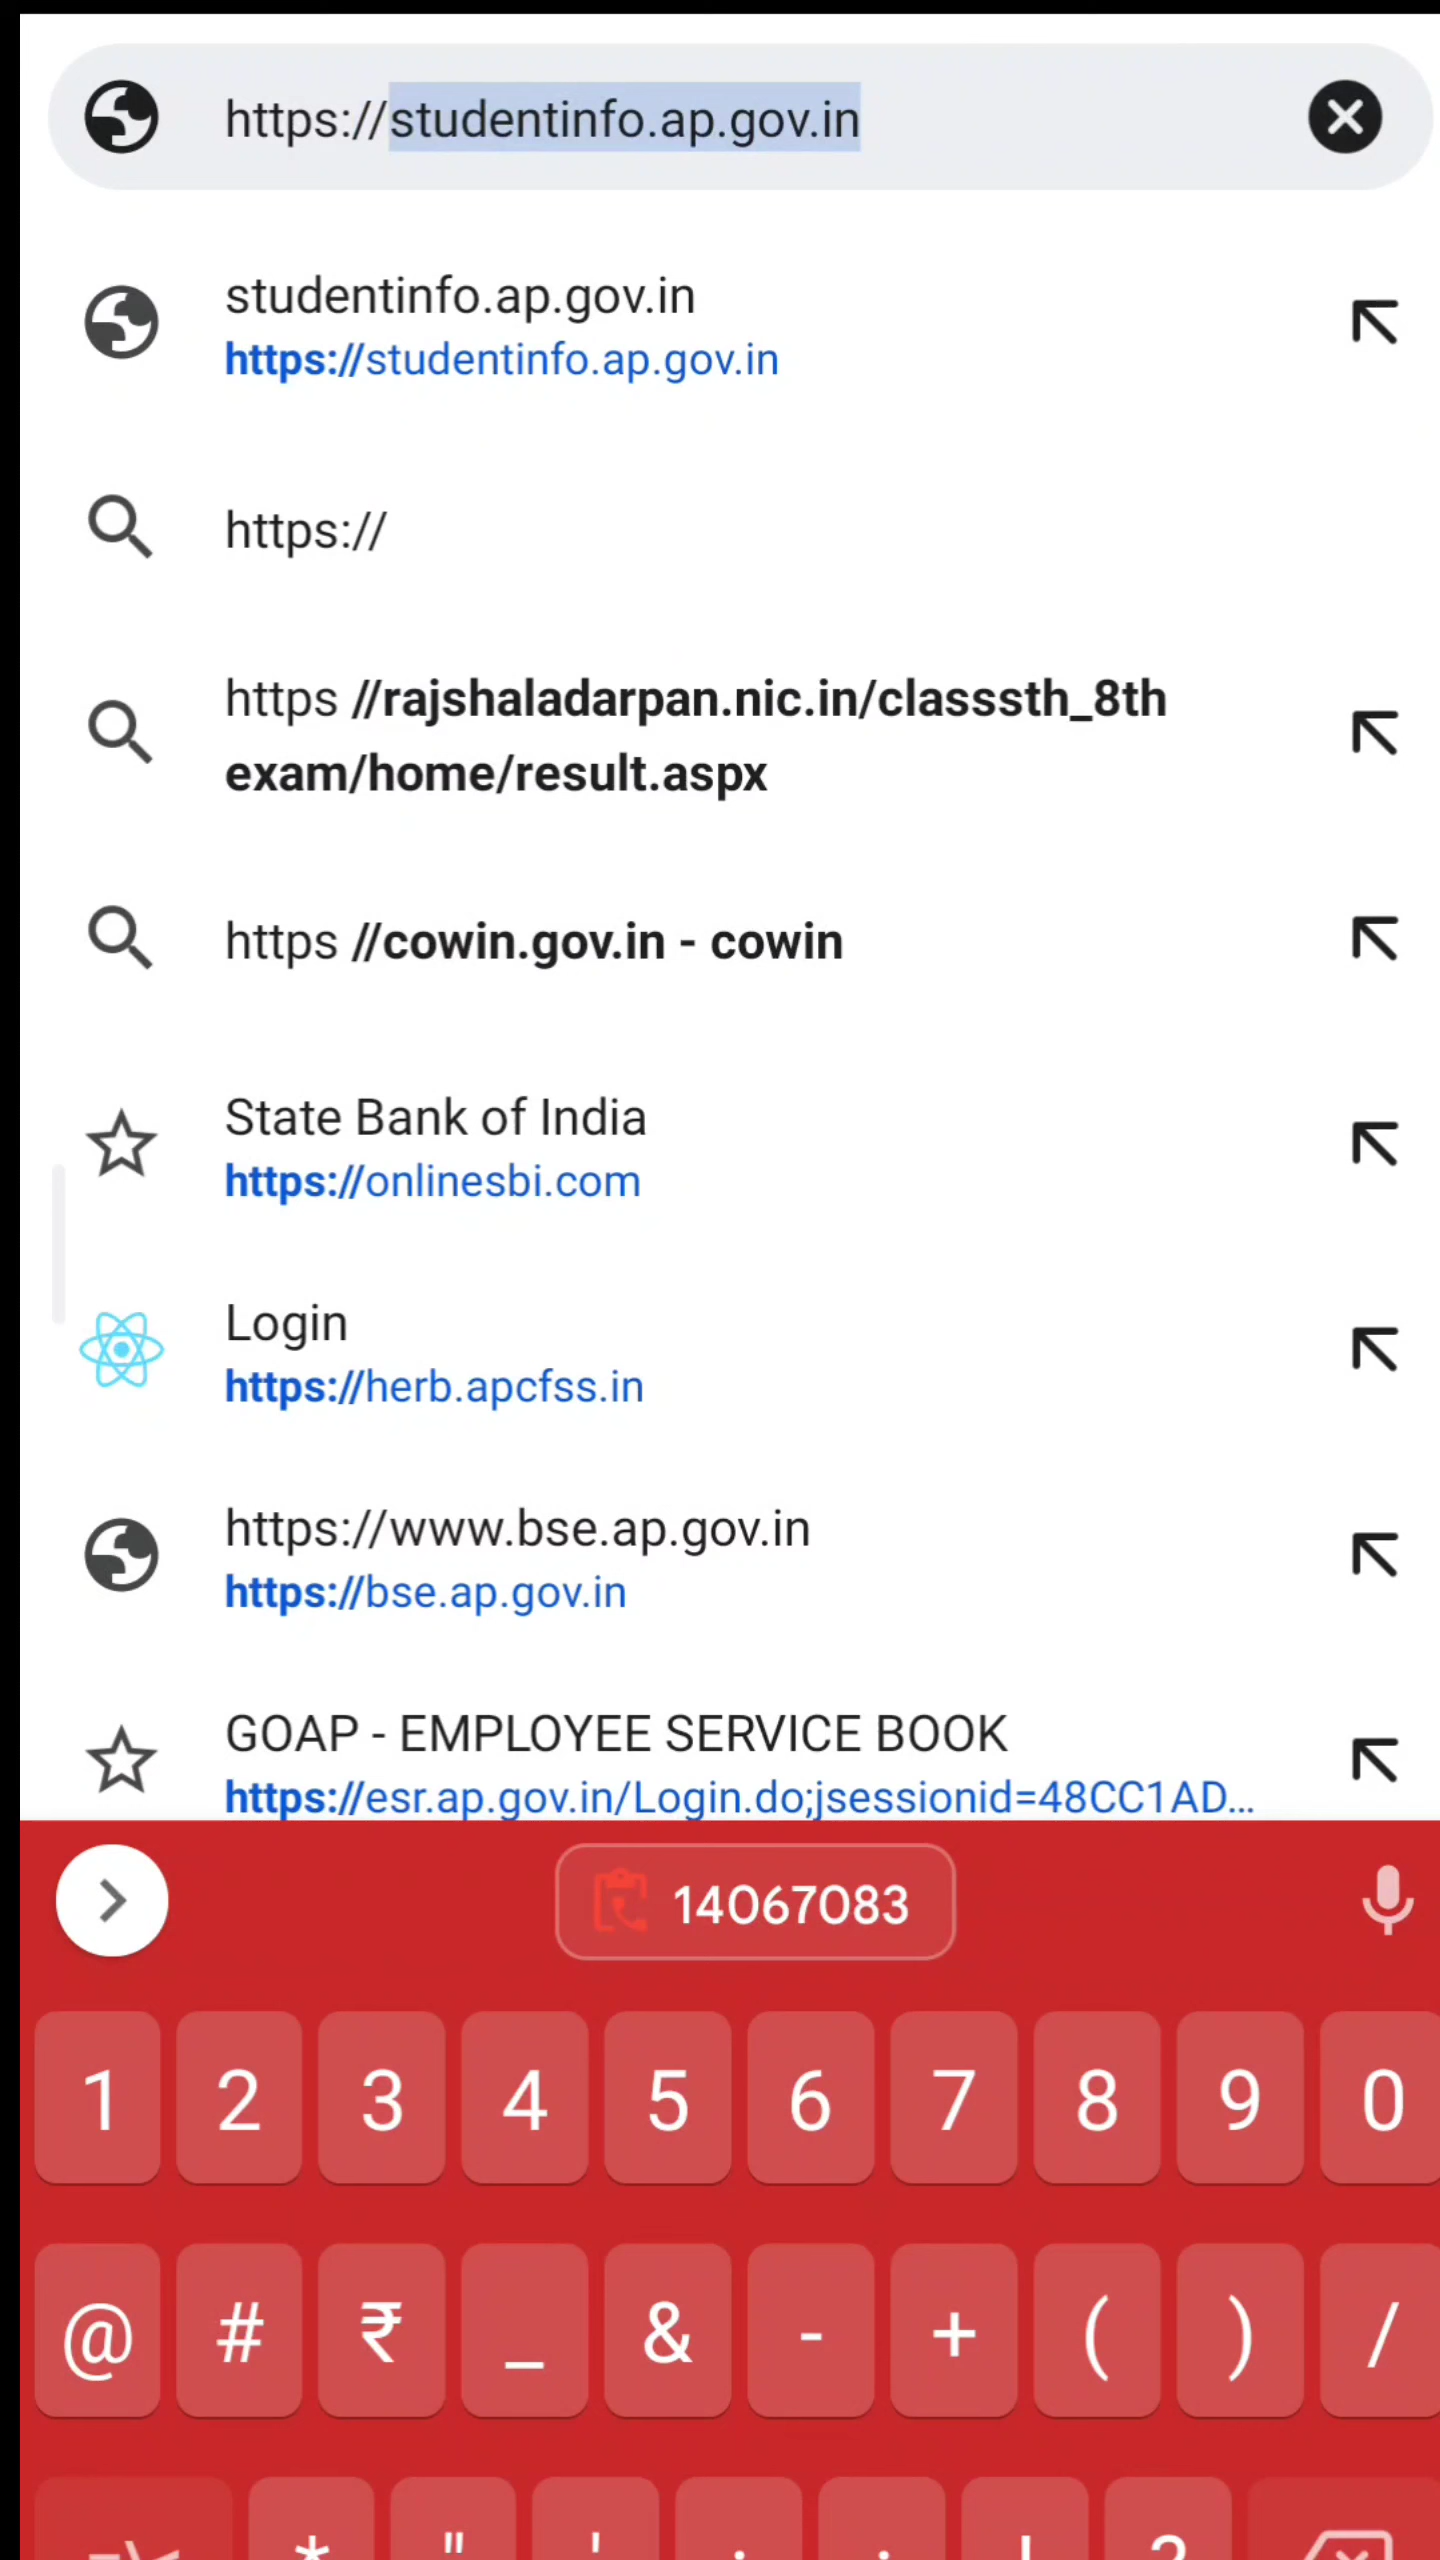 https://studentinfo.ap.gov.in
studentinfo.ap.gov.in
https://studentinfo.ap.gov.in
https://
https //rajshaladarpan.nic.in/classsth_8th
exam/home/result.aspx
https //cowin.gov.in - cowin
State Bank of India
https://onlinesbi.com
Login
https://herb.apcfss.in
https://www.bse.ap.gov.in
https://bse.ap.gov.in
GOAP - EMPLOYEE SERVICE BOOK
https://esr.ap.gov.in/Login.do;jsessionid=48CC1AD...
14067083
1 2 3 4 5 6 7 8 9 0
@ # ₹ _ & - + ( ) /
* " ' : ; ! ?